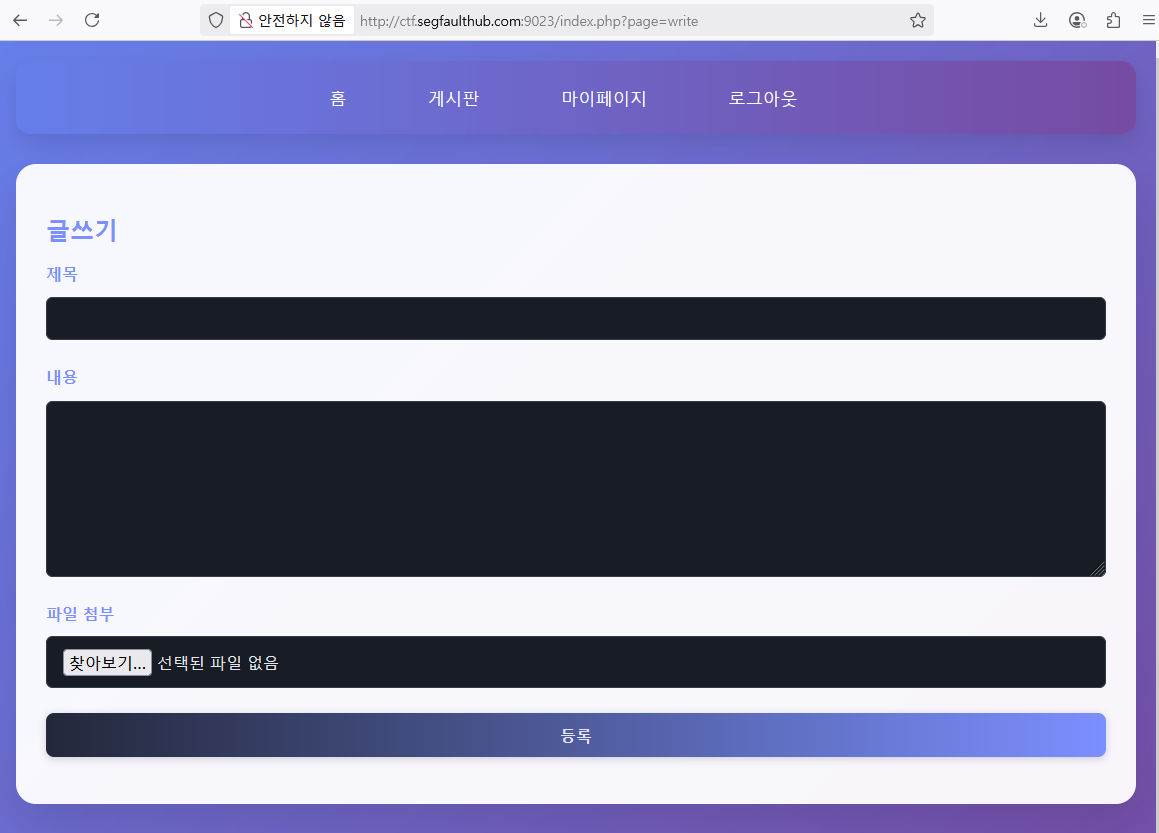 안전하지 않음 http://ctf.segfaulthub.com:9023/index.php?page=write
홈 게시판 마이페이지 로그아웃
글쓰기
제목
내용
파일 첨부
찾아보기... 선택된 파일 없음
등록